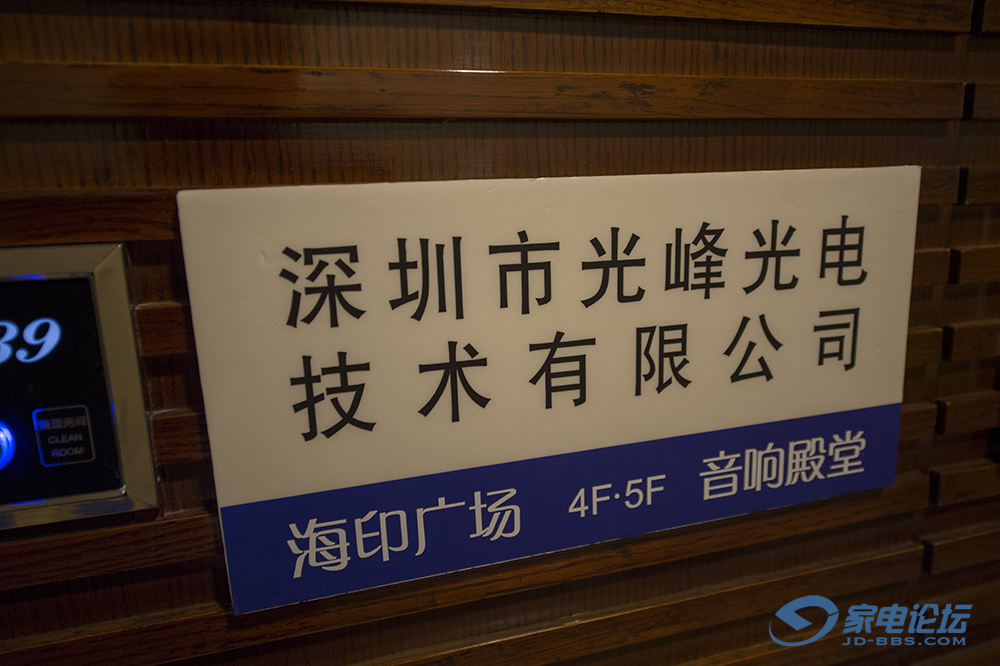 深圳市光峰光电
技术有限公司
海印广场 4F·5F 音响殿堂
39
清理房间
CLEAN
ROOM
家电论坛
JD-BBS.COM